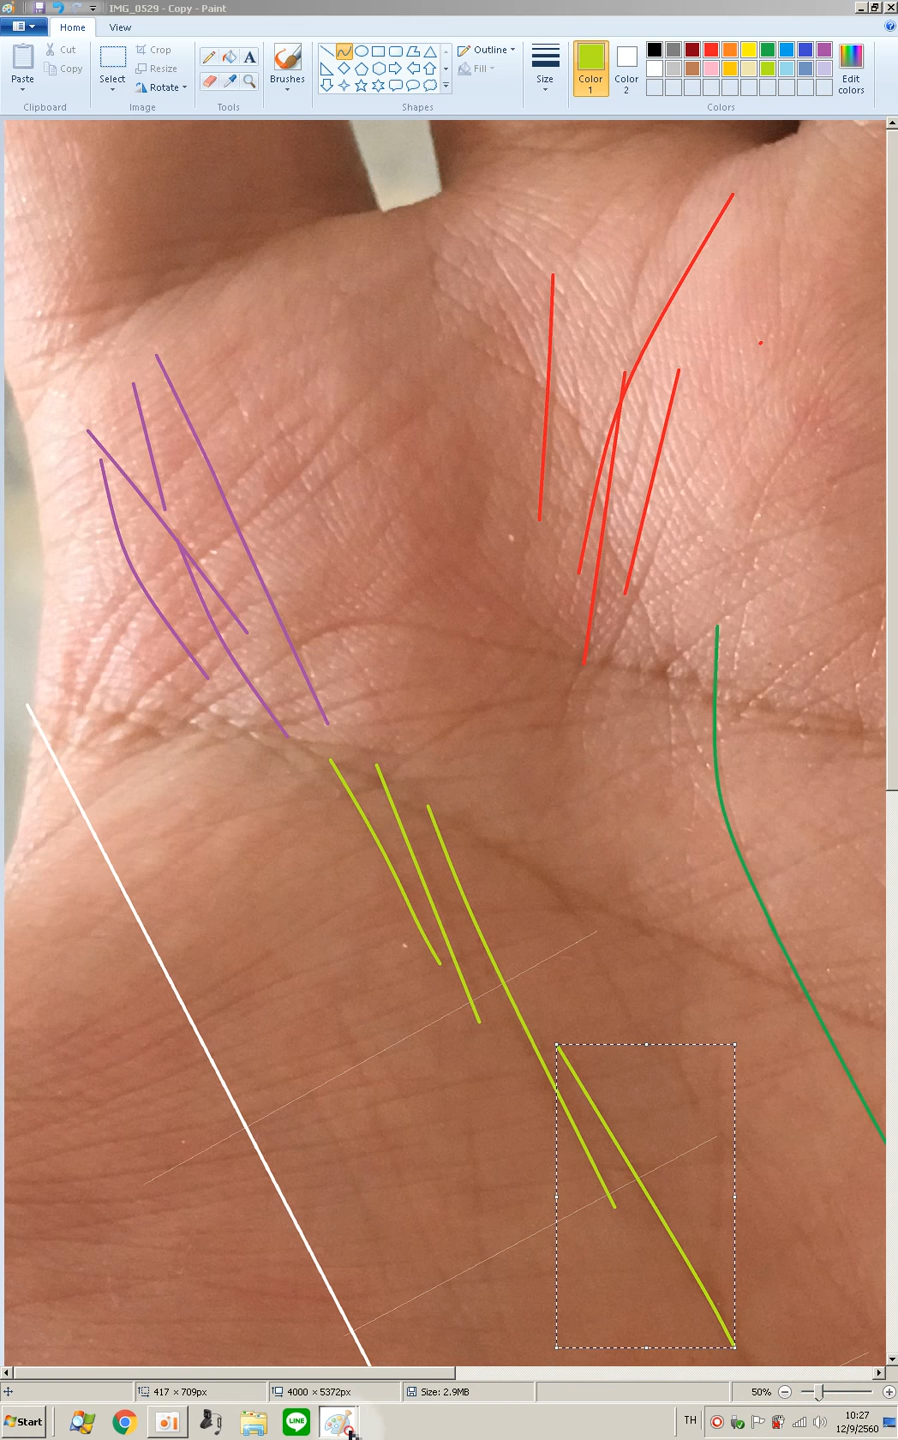 IMG_0529 - Copy - Paint
Home View
Paste
Cut
Copy
Clipboard
Select
Crop
Resize
Rotate
Image
A
Tools
Brushes
Outline
Fill
Shapes
Size
Color 1
Color 2
Edit colors
Colors
417 × 709px
4000 × 5372px
Size: 2.9MB
50%
Start
LINE
TH
10:27
12/9/2560